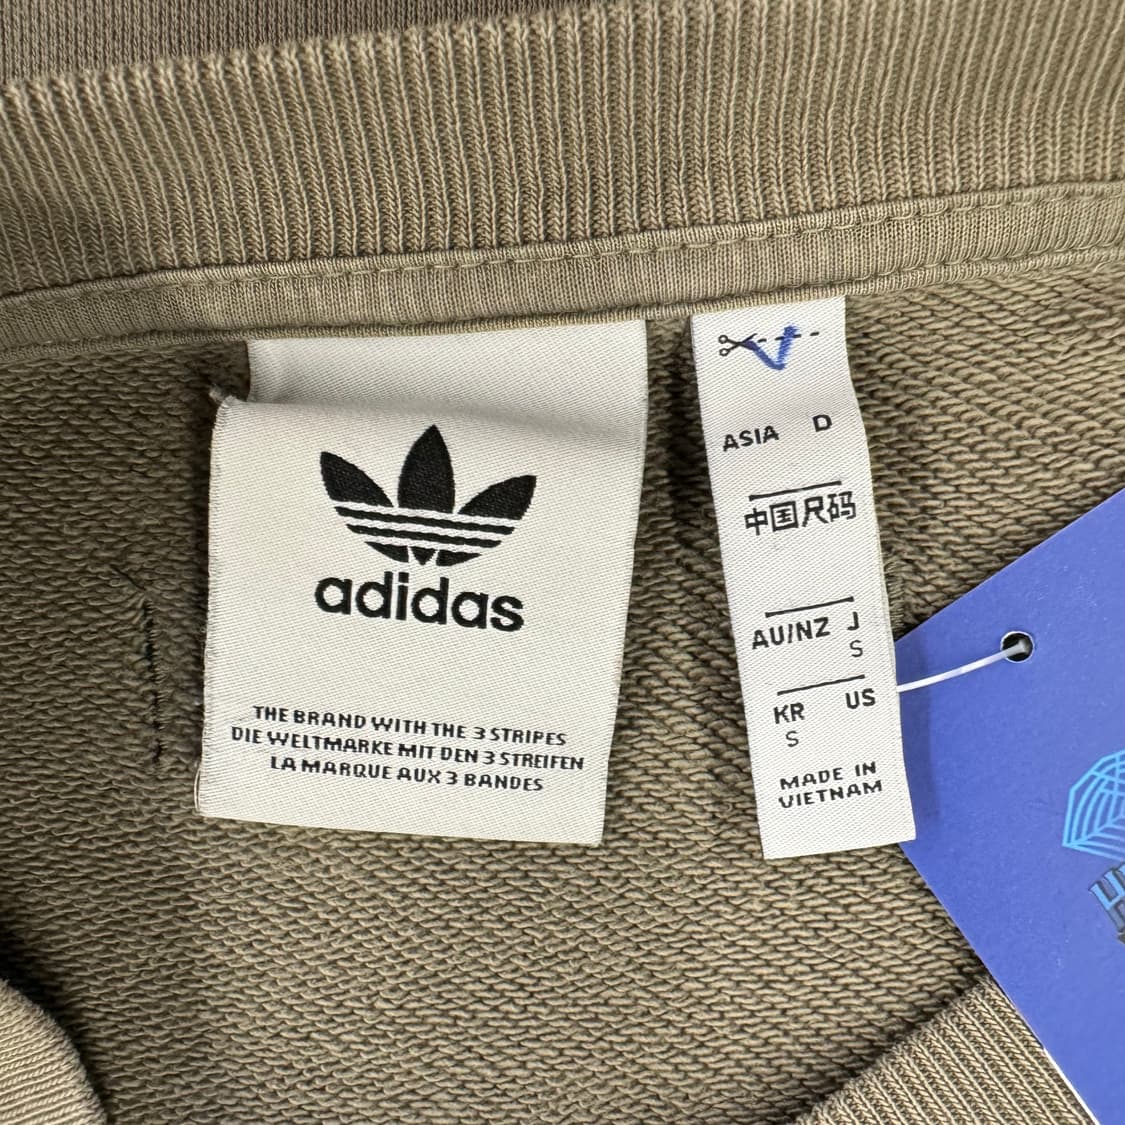 adidas
THE BRAND WITH THE 3 STRIPES
DIE WELTMARKE MIT DEN 3 STREIFEN
LA MARQUE AUX 3 BANDES
ASIA D
中国尺码
AU/NZ J
S
KR US
S
MADE IN
VIETNAM